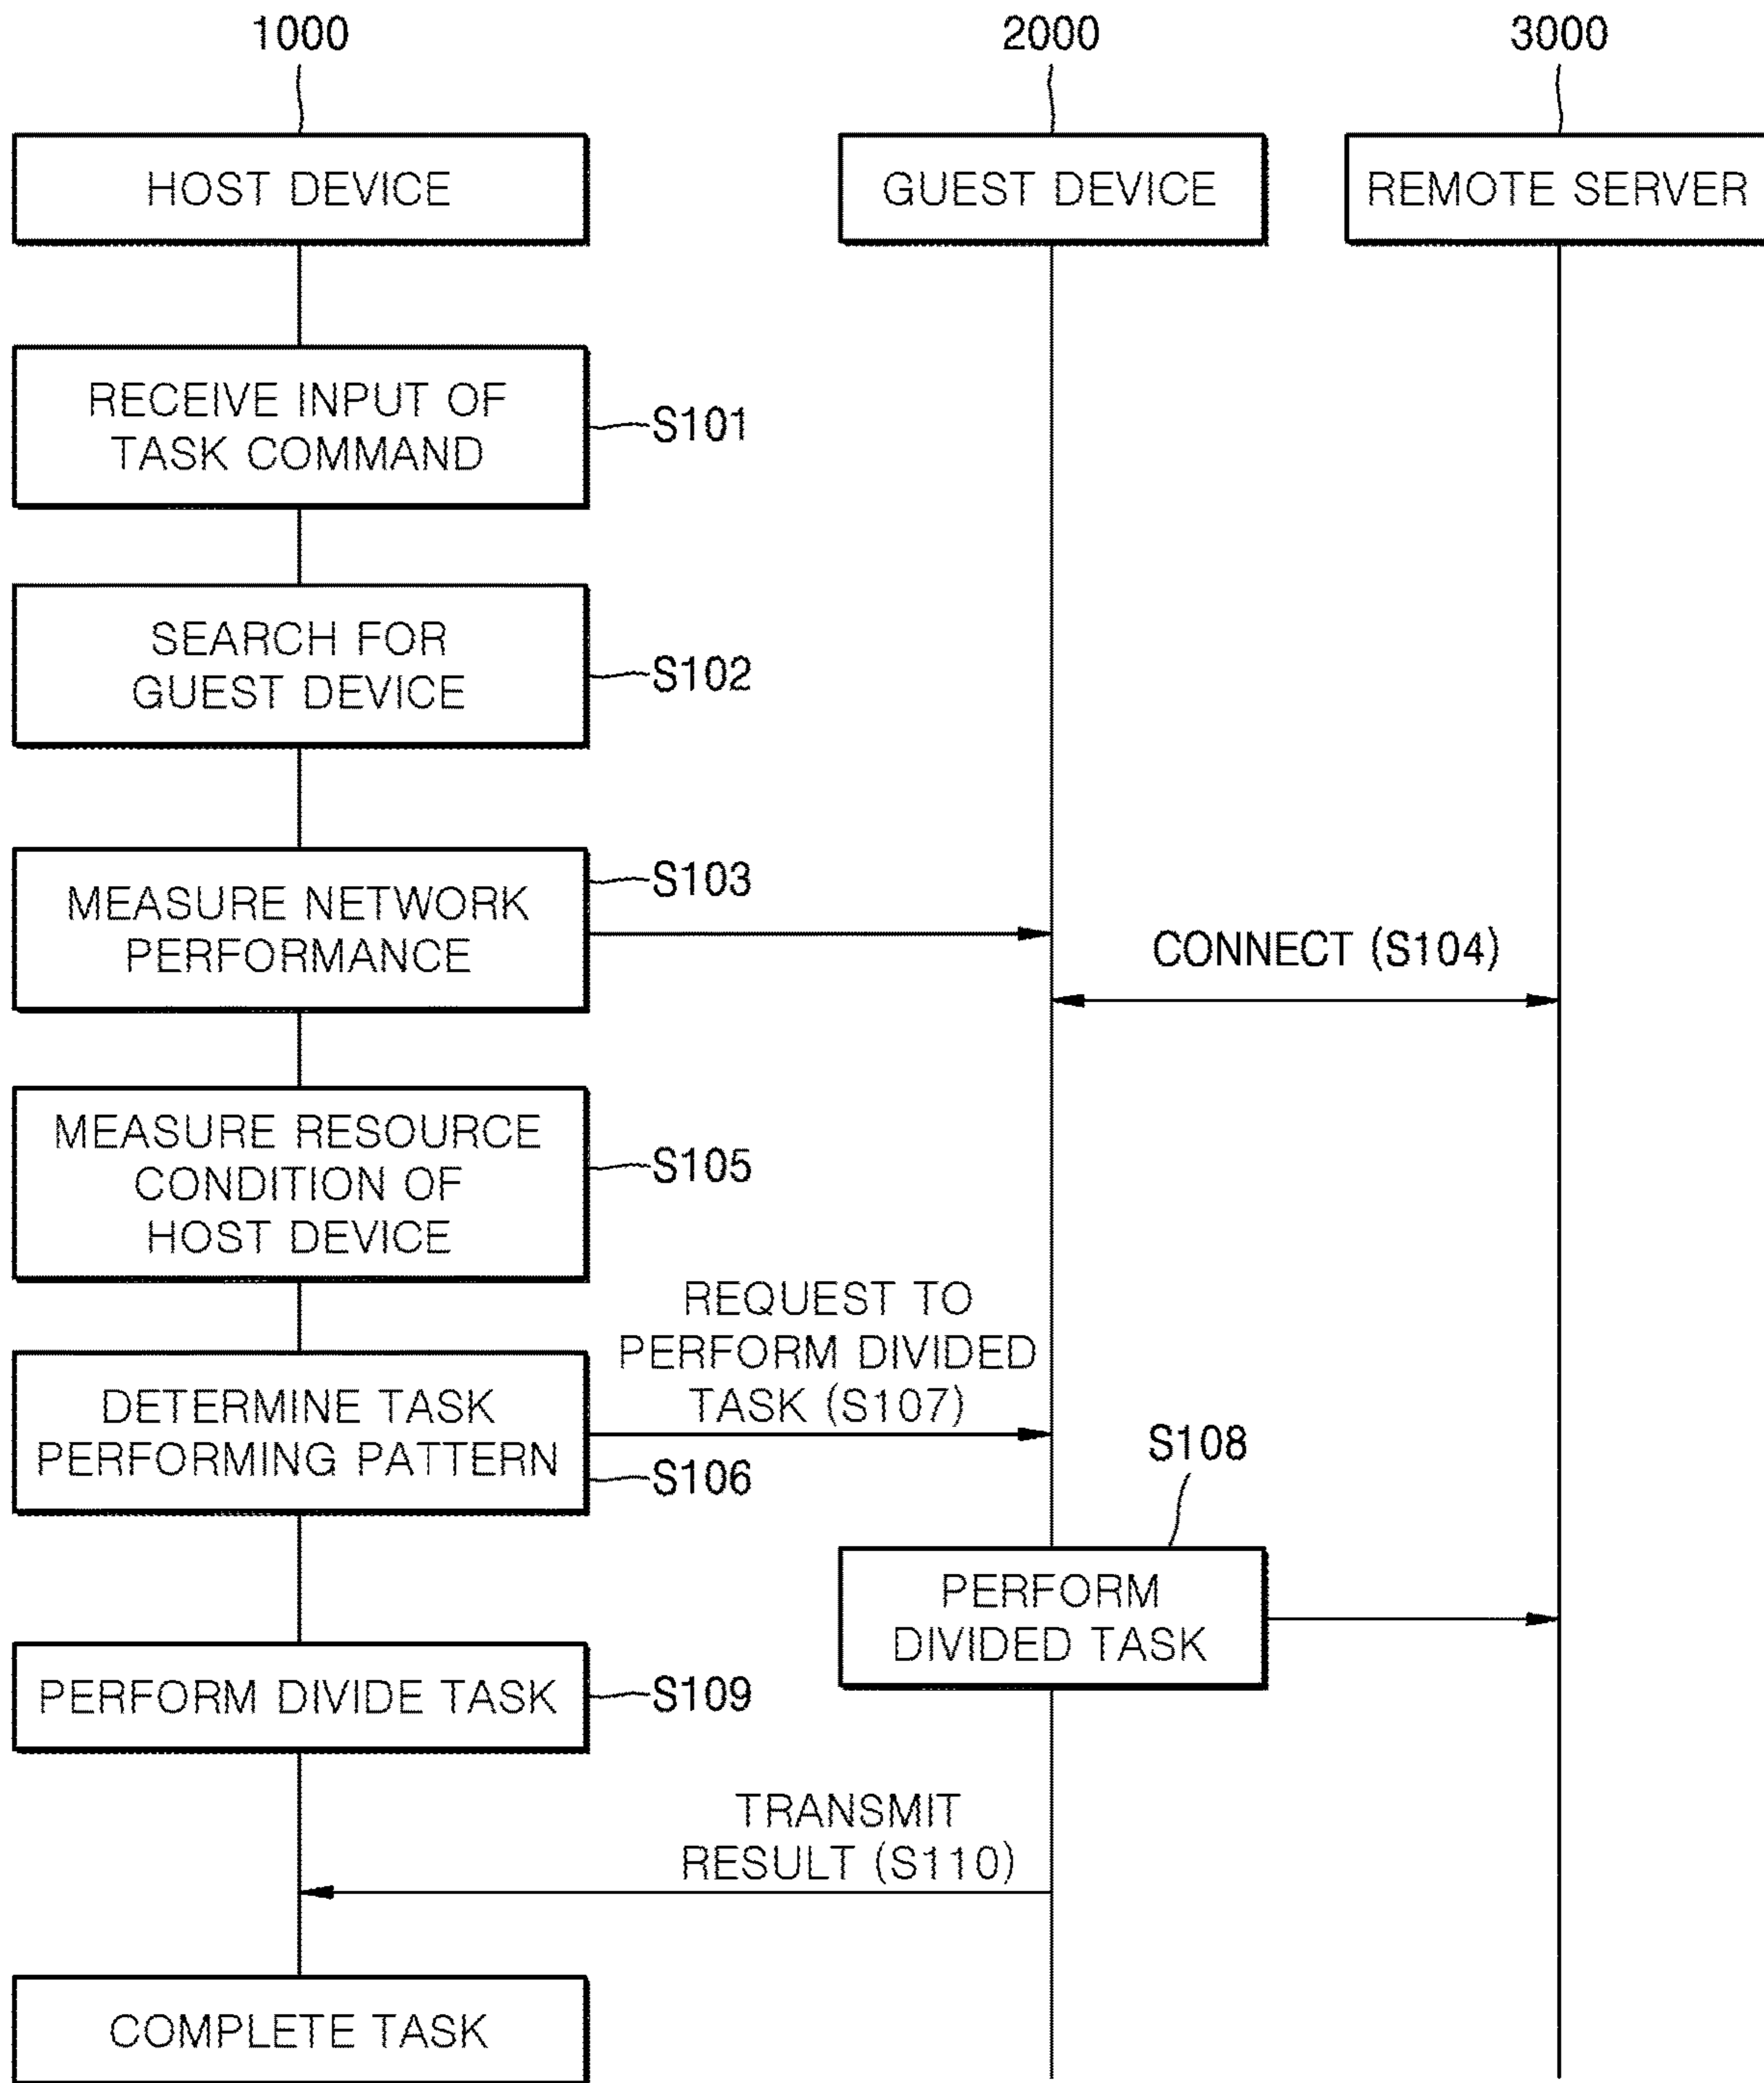 1000
2000
3000
HOST DEVICE
GUEST DEVICE
REMOTE SERVER
RECEIVE INPUT OF
TASK COMMAND
S101
SEARCH FOR
GUEST DEVICE
S102
MEASURE NETWORK
PERFORMANCE
S103
CONNECT (S104)
MEASURE RESOURCE
CONDITION OF
HOST DEVICE
S105
REQUEST TO
PERFORM DIVIDED
TASK (S107)
DETERMINE TASK
PERFORMING PATTERN
S106
S108
PERFORM
DIVIDED TASK
PERFORM DIVIDE TASK
S109
TRANSMIT
RESULT (S110)
COMPLETE TASK